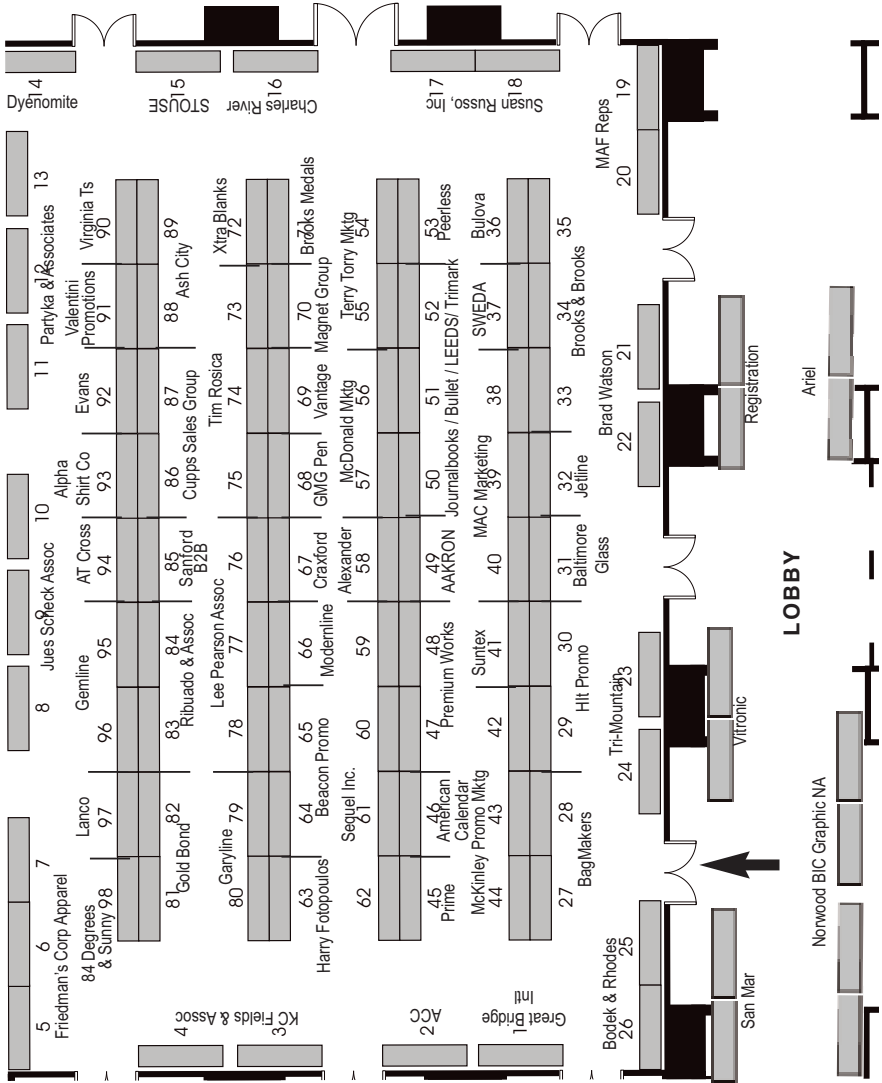 14
Dyenomite
15
STOUSE
16
Charles River
17
Susan Russo, Inc
18
19
MAF Reps
20
13
12
Partyka & Associates
11
10
9
Jues Scheck Assoc
8
7
6
5
Friedman's Corp Apparel
Virginia Ts
90
Valentini
Promotions
91
Evans
92
Alpha
Shirt Co
93
AT Cross
94
Gemline
95
96
Lanco
97
84 Degrees
& Sunny
98
89
Ash City
88
87
Cupps Sales Group
86
85
Sanford
B2B
84
Ribuado & Assoc
83
82
Gold Bond
81
Xtra Blanks
72
73
Tim Rosica
74
75
76
Lee Pearson Assoc
77
78
Garyline
79
80
71
Brooks Medals
70
Magnet Group
69
Vantage
68
GMG Pen
67
Craxford
66
Modernline
65
Beacon Promo
64
63
Harry Fotopoulos
Terry Torry Mktg
54
55
McDonald Mktg
56
57
Alexander
58
59
60
Sequel Inc.
61
62
53
Peerless
52
Journalbooks / Bullet / LEEDS/ Trimark
51
50
49
AAKRON
48
Premium Works
47
46
American
Calendar
45
Prime
Bulova
36
SWEDA
37
38
MAC Marketing
39
40
Suntex
41
42
McKinley Promo Mktg
43
44
35
34
Brooks & Brooks
33
32
Jetline
31
Baltimore
Glass
30
Hlt Promo
29
28
BagMakers
27
4
KC Fields & Assoc
3
2
ACC
1
Great Bridge
Intl
Brad Watson
21
22
Tri-Mountain
23
24
Bodek & Rhodes
25
26
Registration
Ariel
LOBBY
Vitronic
Norwood BIC Graphic NA
San Mar